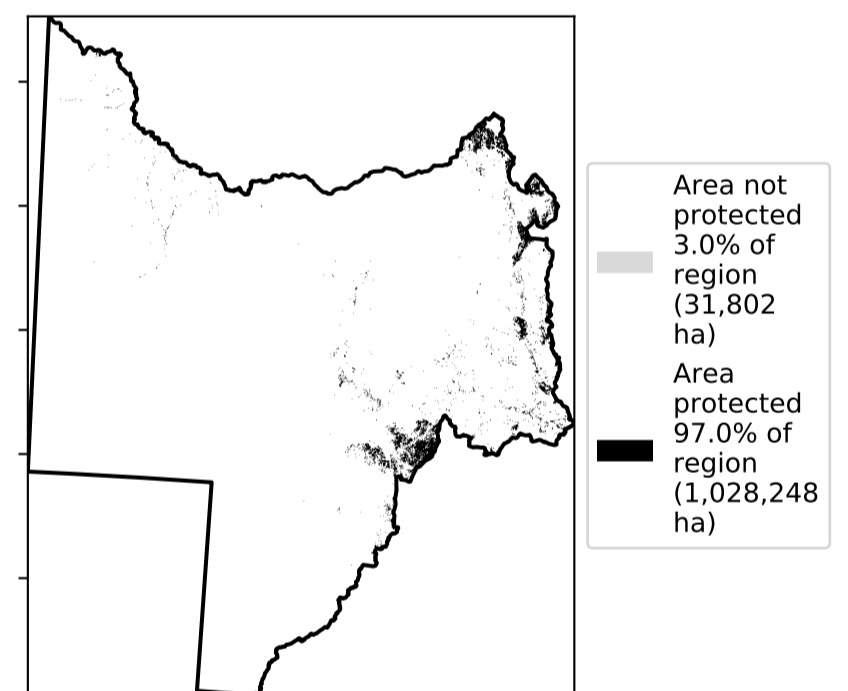 Area not
protected
3.0% of
region
(31,802
ha)
Area
protected
97.0% of
region
(1,028,248
ha)